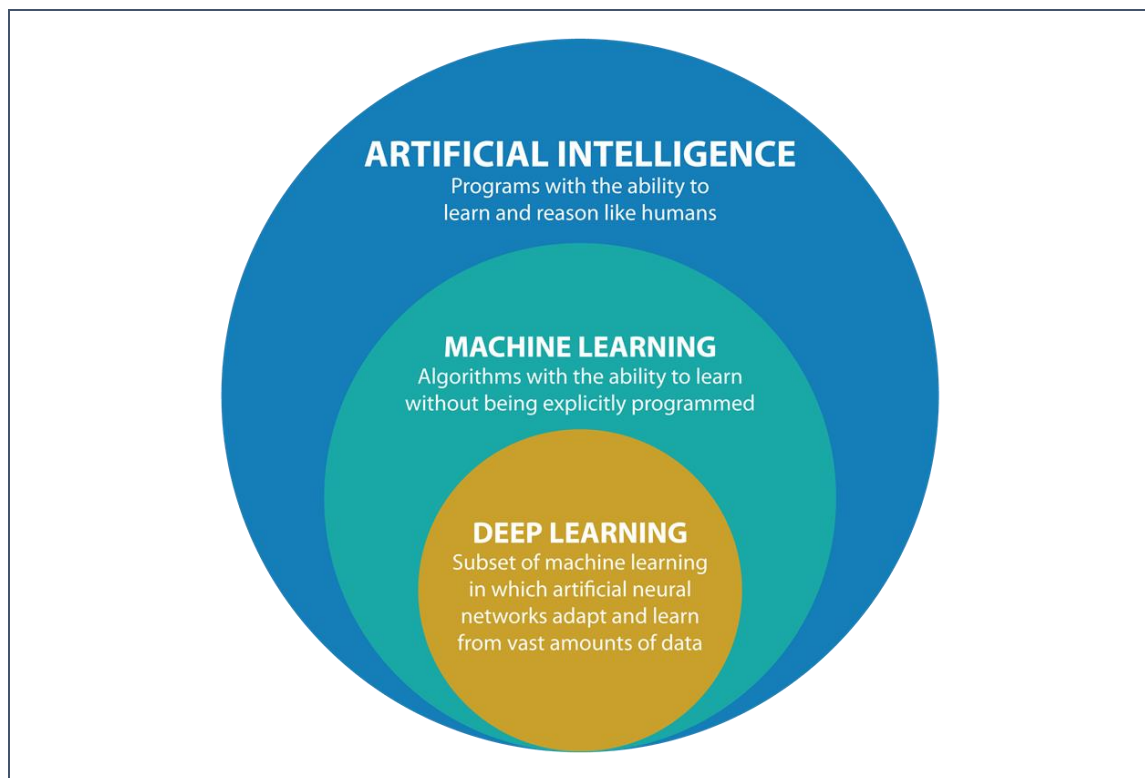 ARTIFICIAL INTELLIGENCE
Programs with the ability to
learn and reason like humans
MACHINE LEARNING
Algorithms with the ability to learn
without being explicitly programmed
DEEP LEARNING
Subset of machine learning
in which artificial neural
networks adapt and learn
from vast amounts of data